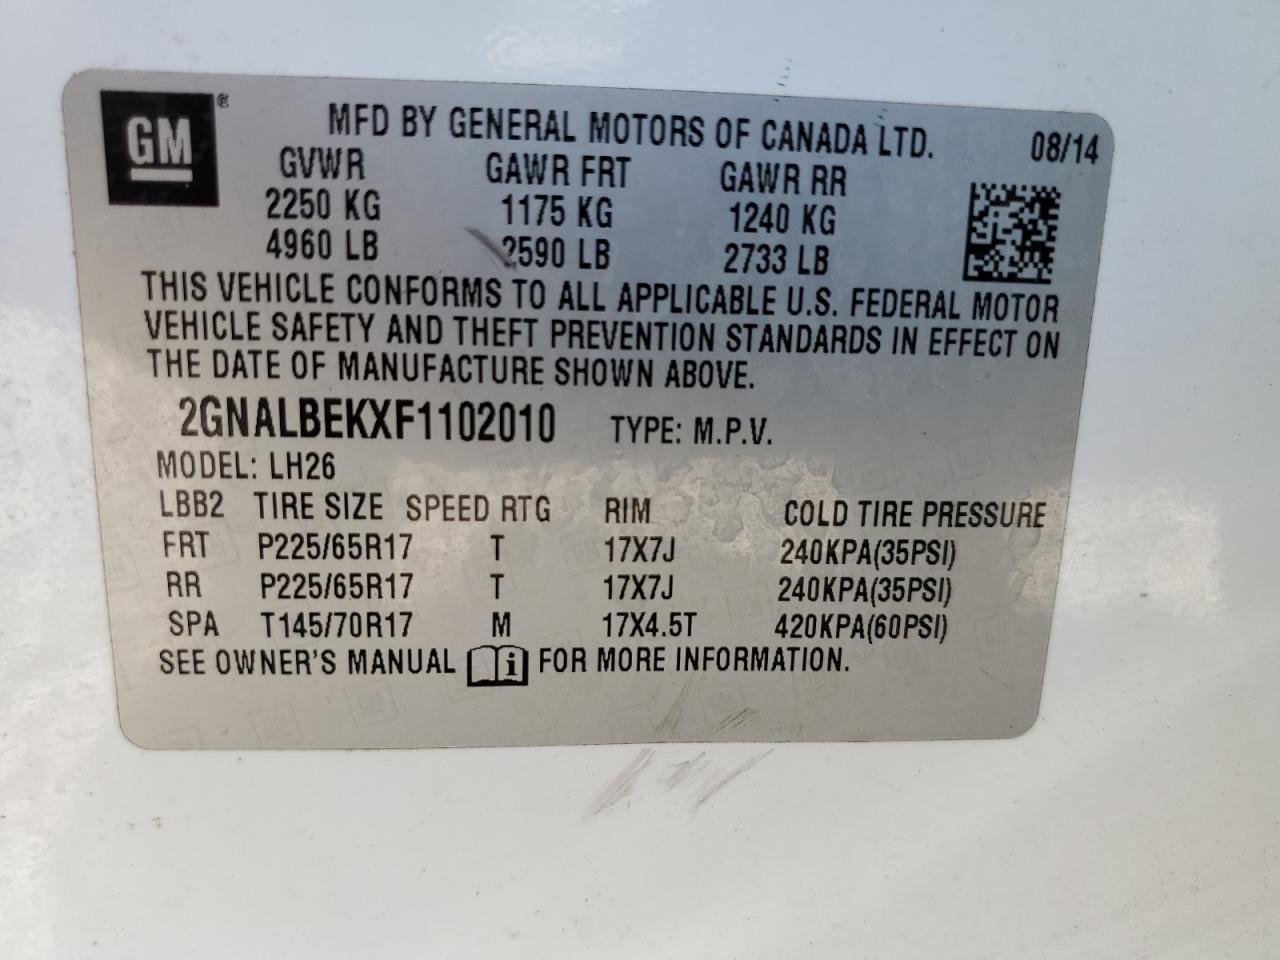 GM®
MFD BY GENERAL MOTORS OF CANADA LTD. 08/14
GVWR GAWR FRT GAWR RR
2250 KG 1175 KG 1240 KG
4960 LB 2590 LB 2733 LB
THIS VEHICLE CONFORMS TO ALL APPLICABLE U.S. FEDERAL MOTOR
VEHICLE SAFETY AND THEFT PREVENTION STANDARDS IN EFFECT ON
THE DATE OF MANUFACTURE SHOWN ABOVE.
2GNALBEKXF1102010 TYPE: M.P.V.
MODEL: LH26
LBB2 TIRE SIZE SPEED RTG RIM COLD TIRE PRESSURE
FRT P225/65R17 T 17X7J 240KPA(35PSI)
RR P225/65R17 T 17X7J 240KPA(35PSI)
SPA T145/70R17 M 17X4.5T 420KPA(60PSI)
SEE OWNER'S MANUAL i FOR MORE INFORMATION.